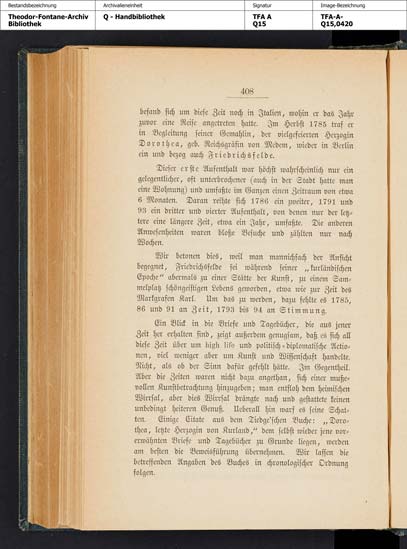 Bestandsbezeichnung
Archivalieneinheit
Signatur
Image-Bezeichnung
Theodor-Fontane-Archiv
Bibliothek
Q - Handbibliothek
TFA A
Q15
TFA-A-
Q15,0420
408
befand sich um diese Zeit noch in Italien, wohin er das Jahr
zuvor eine Reise angetreten hatte. Im Herbst 1785 traf er
in Begleitung seiner Gemahlin, der vielgefeierten Herzogin
Dorothea, geb. Reichsgräfin von Medem, wieder in Berlin
ein und bezog auch Friedrichsfelde.
Dieser erste Aufenthalt war höchst wahrscheinlich nur ein
gelegentlicher, oft unterbrochener (auch in der Stadt hatte man
eine Wohnung) und umfaßte im Ganzen einen Zeitraum von etwa
6 Monaten. Daran reihte sich 1786 ein zweiter, 1791 und
93 ein dritter und vierter Aufenthalt, von denen nur der letz-
tere eine längere Zeit, etwa ein Jahr, umfaßte. Die anderen
Anwesenheiten waren bloße Besuche und zählten nur nach
Wochen.
Wir betonen dies, weil man mannichfach der Ansicht
begegnet, Friedrichsfelde sei während seiner „kurländischen
Epoche“ abermals zu einer Stätte der Kunst, zu einem Sam-
melplatz schöngeistigen Lebens geworden, etwa wie zur Zeit des
Markgrafen Karl. Um das zu werden, dazu fehlte es 1785,
86 und 91 an Zeit, 1793 bis 94 an Stimmung.
Ein Blick in die Briefe und Tagebücher, die aus jener
Zeit her erhalten sind, zeigt außerdem genugsam, daß es sich all
diese Zeit über um high life und politisch-diplomatische Aktio-
nen, viel weniger aber um Kunst und Wissenschaft handelte.
Nicht, als ob der Sinn dafür gefehlt hätte. Im Gegentheil.
Aber die Zeiten waren nicht dazu angethan, sich einer muße-
vollen Kunstbetrachtung hinzugeben; man entfloh dem heimischen
Wirrsal, aber dies Wirrsal drängte nach und gestattete keinen
unbedingt heiteren Genuß. Ueberall hin warf es seine Schat-
ten. Einige Citate aus dem Tiedge'schen Buche: „Doro-
thea, letzte Herzogin von Kurland,“ dem selbst wieder jene vor-
erwähnten Briefe und Tagebücher zu Grunde liegen, werden
am besten die Beweisführung übernehmen. Wir lassen die
betreffenden Angaben des Buches in chronologischer Ordnung
folgen.